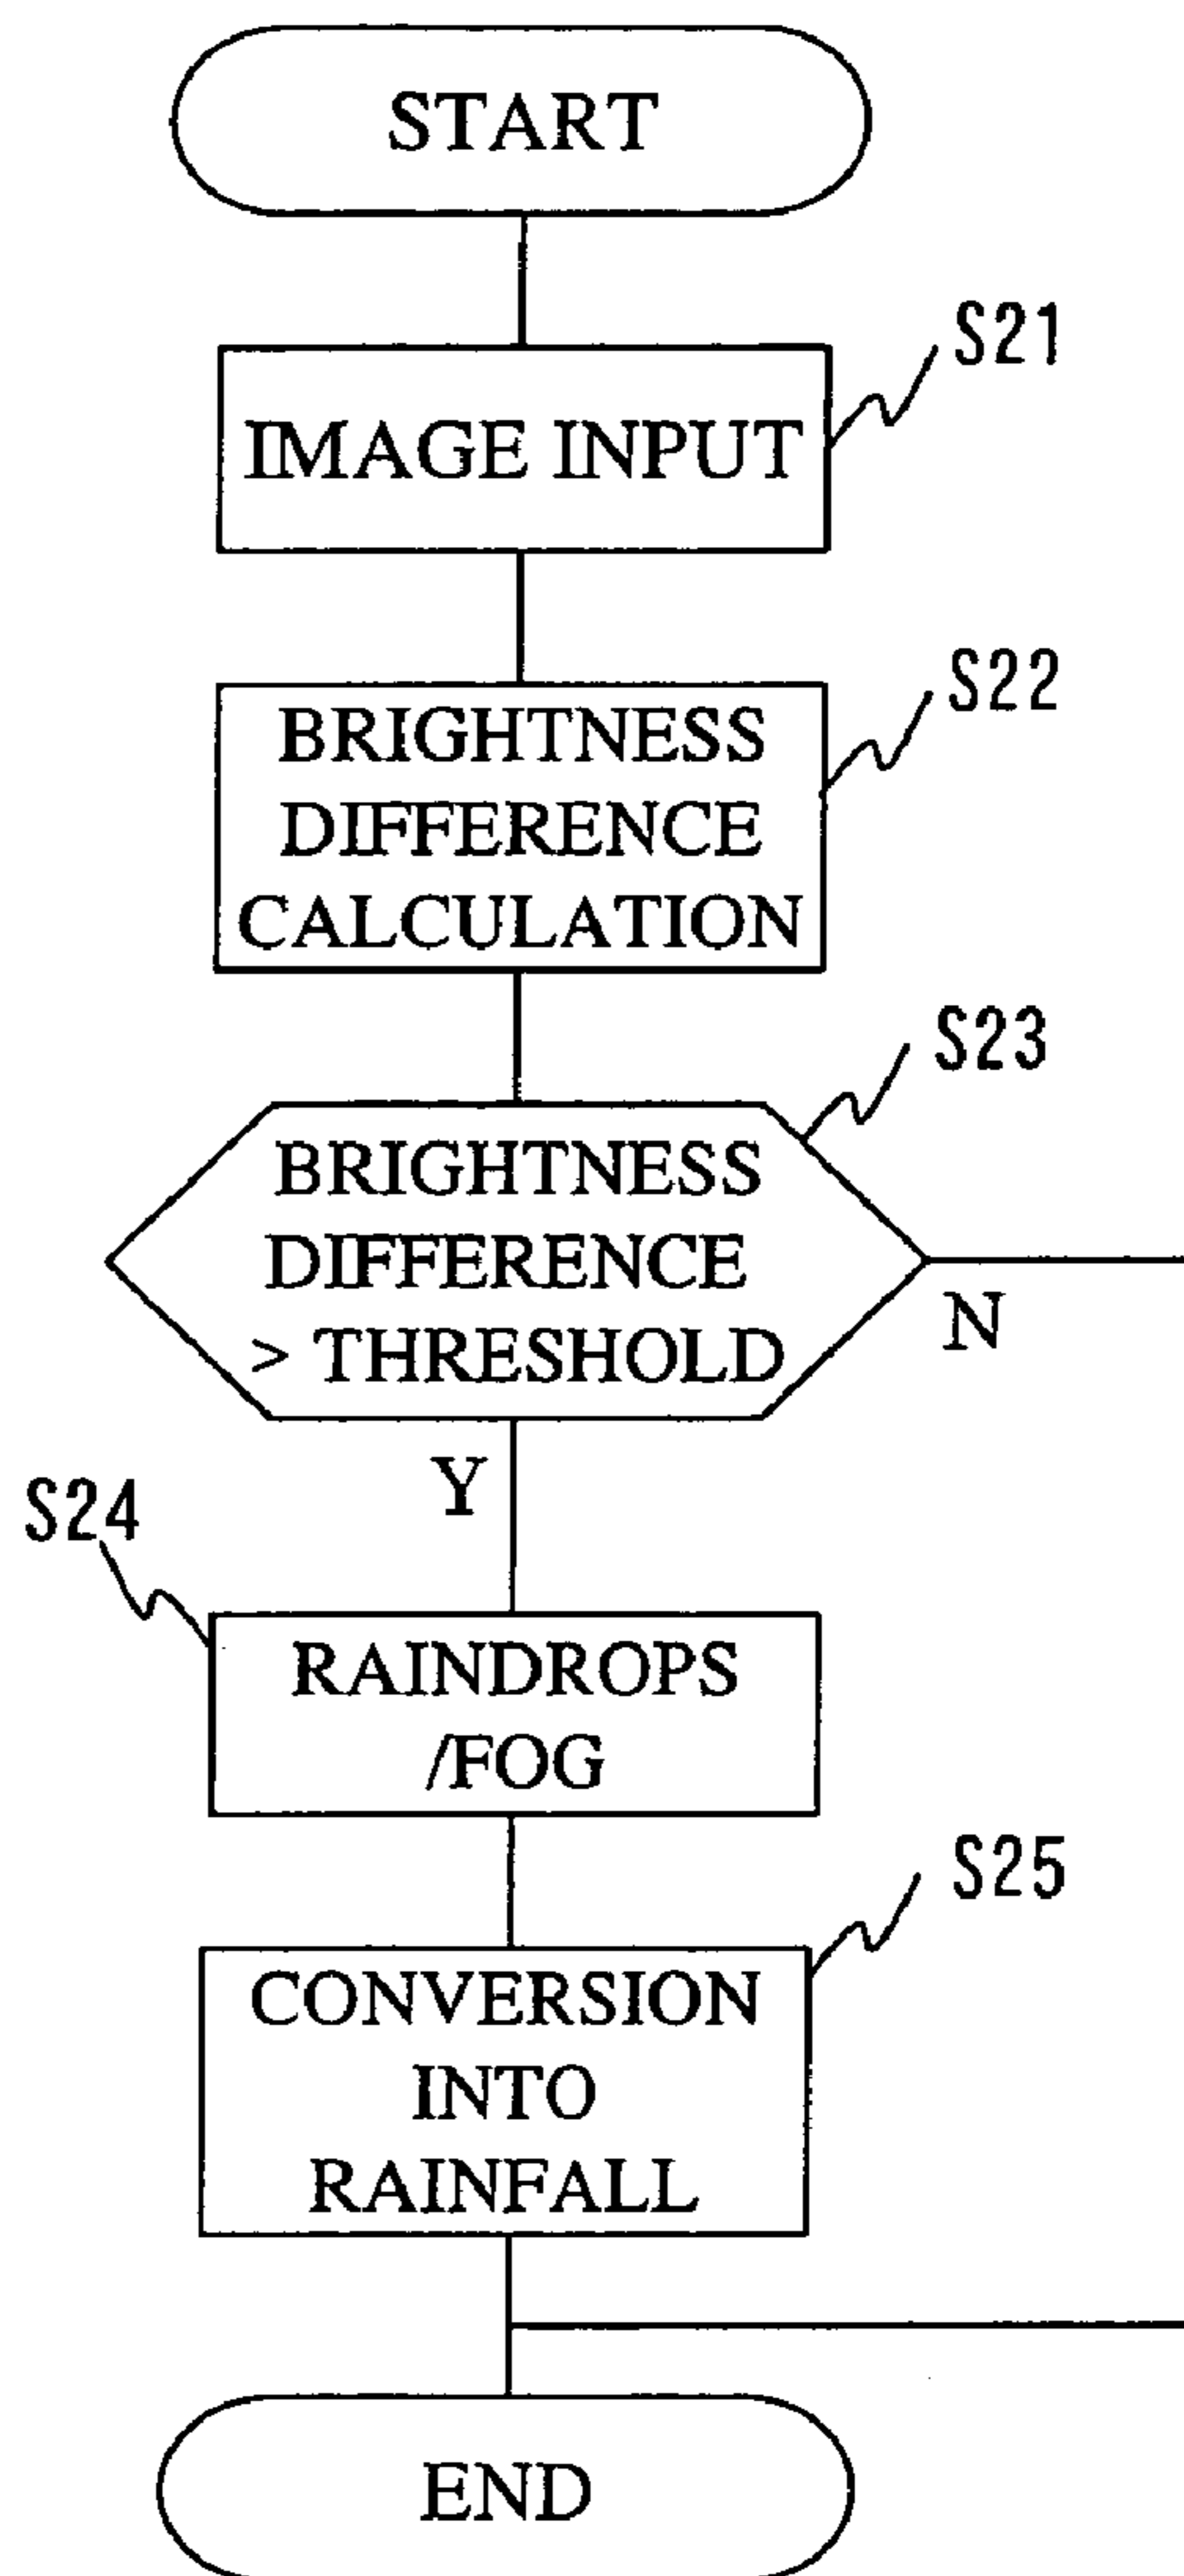 START
S21
IMAGE INPUT
S22
BRIGHTNESS
DIFFERENCE
CALCULATION
S23
BRIGHTNESS
DIFFERENCE
> THRESHOLD
N
Y
S24
RAINDROPS
/FOG
S25
CONVERSION
INTO
RAINFALL
END